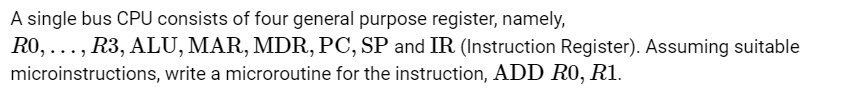 A single bus CPU consists of four general purpose register, namely,
R0, . . . , R3, ALU, MAR, MDR, PC, SP and IR (Instruction Register). Assuming suitable
microinstructions, write a microroutine for the instruction, ADD R0, R1.